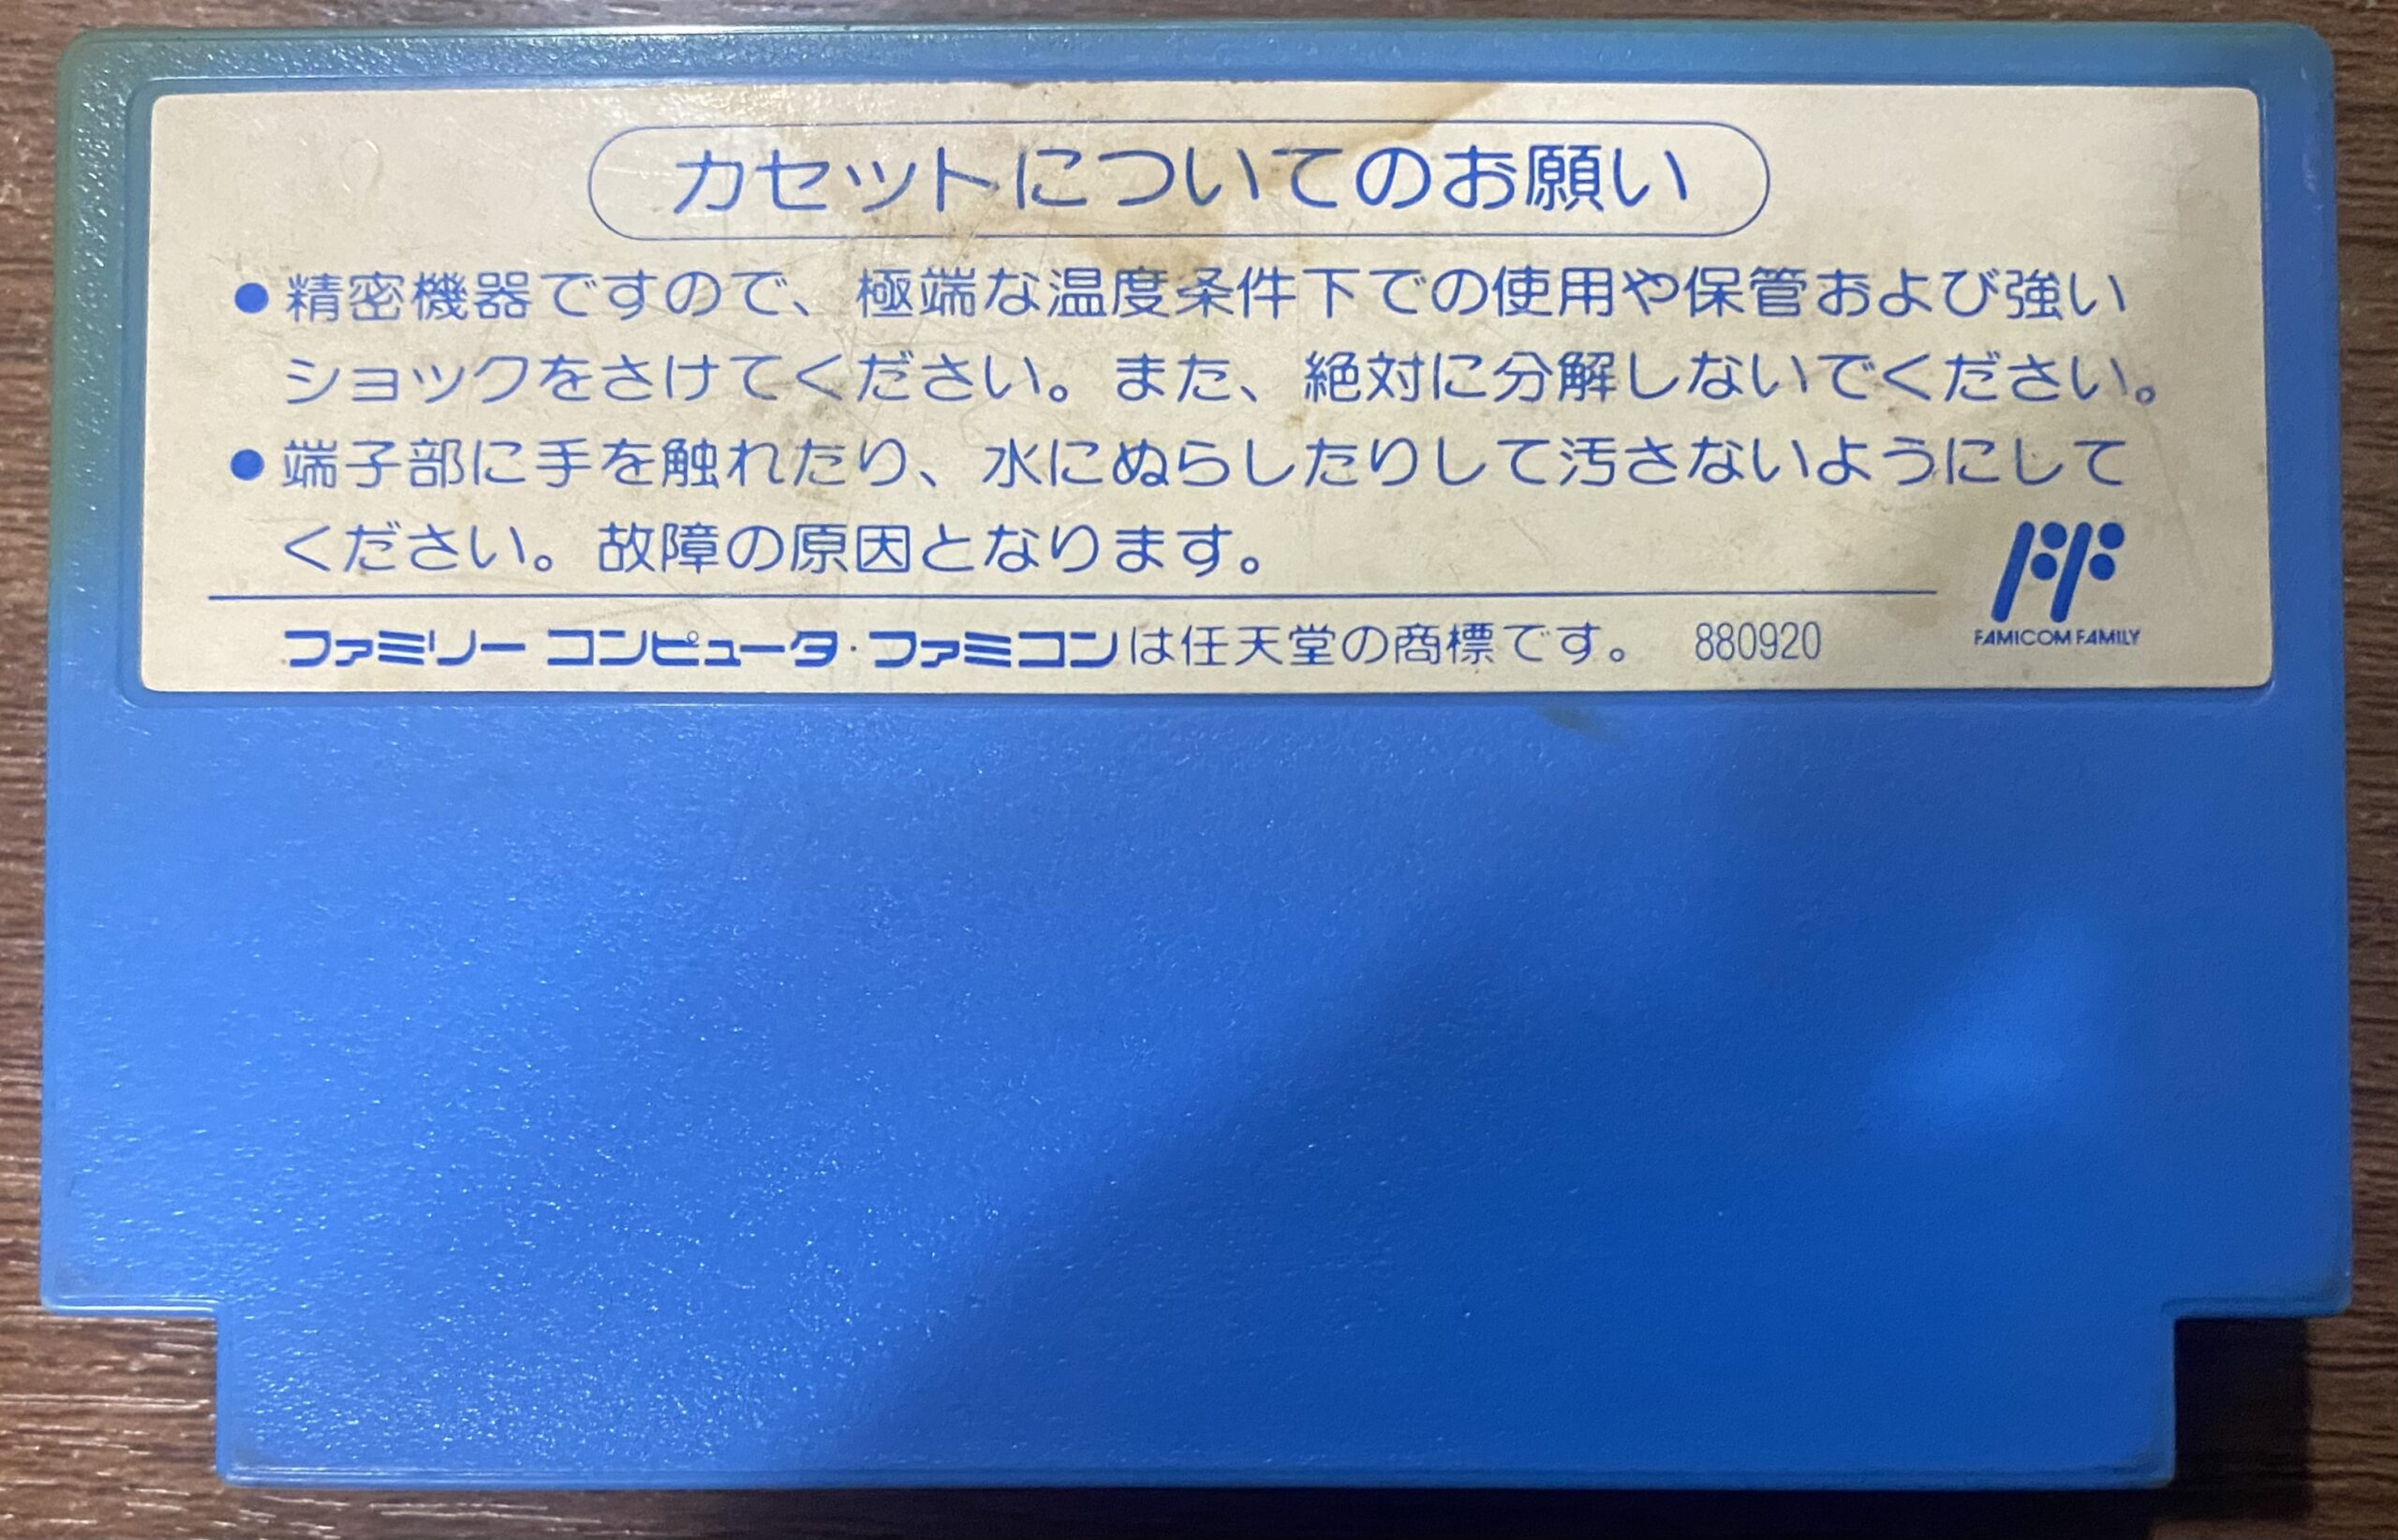 カセットについてのお願い
●精密機器ですので、極端な温度条件下での使用や保管および強い
ショックをさけてください。また、絶対に分解しないでください。
●端子部に手を触れたり、水にぬらしたりして汚さないようにして
ください。故障の原因となります。
ファミリー コンピュータ・ファミコンは任天堂の商標です。 880920
FF
FAMICOM FAMILY